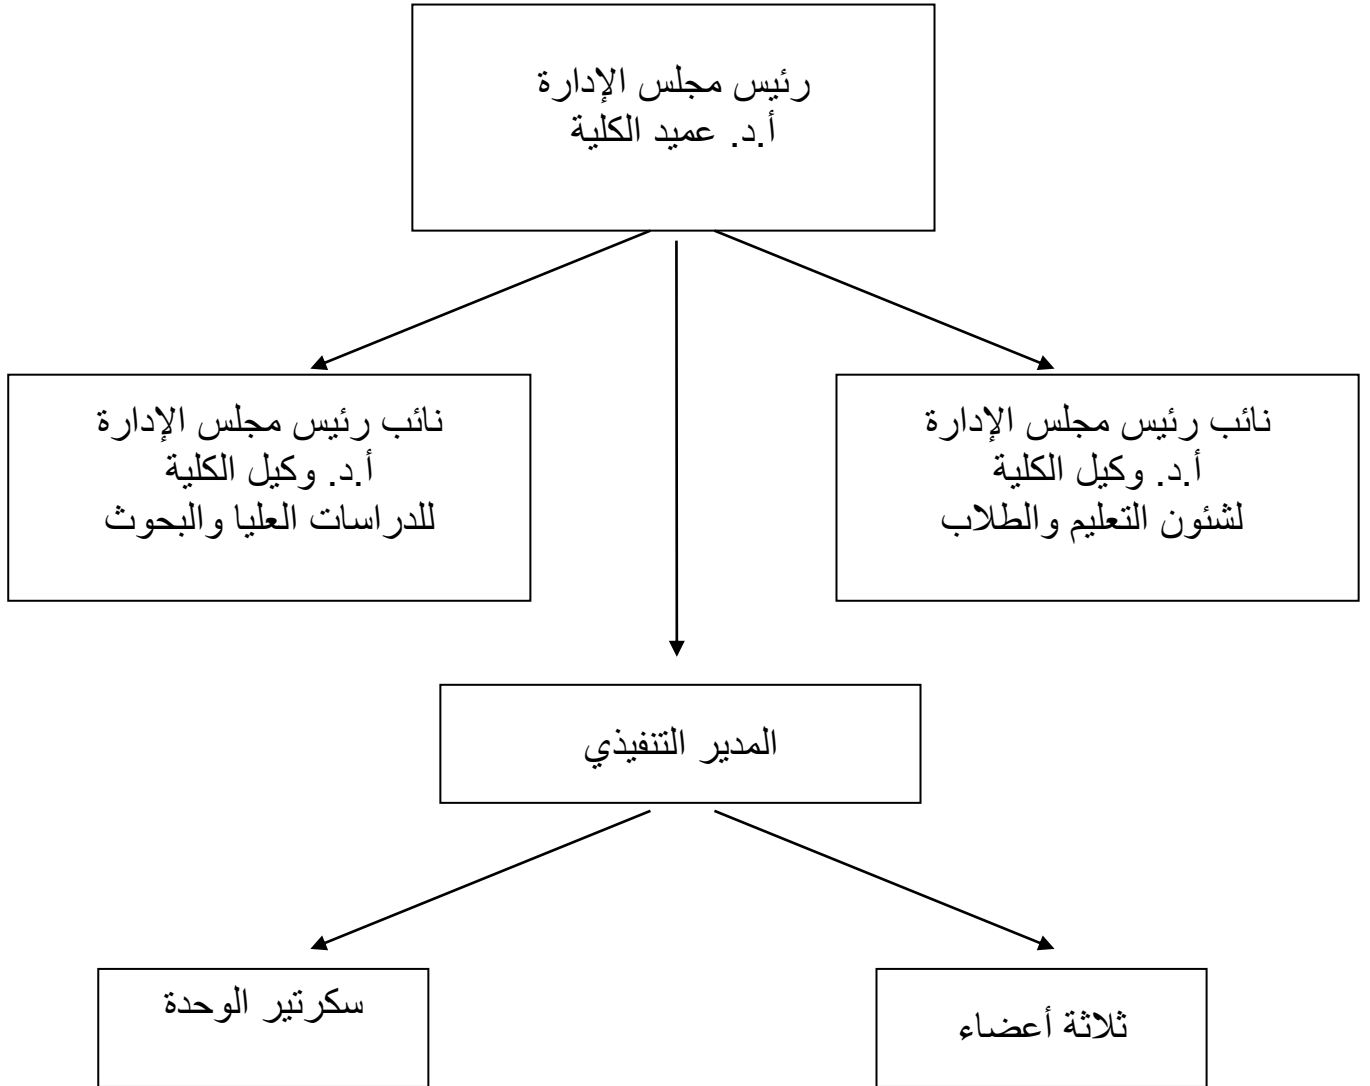 رئيس مجلس الإدارة
أ.د. عميد الكلية
نائب رئيس مجلس الإدارة
أ.د. وكيل الكلية
لشئون التعليم والطلاب
نائب رئيس مجلس الإدارة
أ.د. وكيل الكلية
للدراسات العليا والبحوث
المدير التنفيذي
ثلاثة أعضاء
سكرتير الوحدة